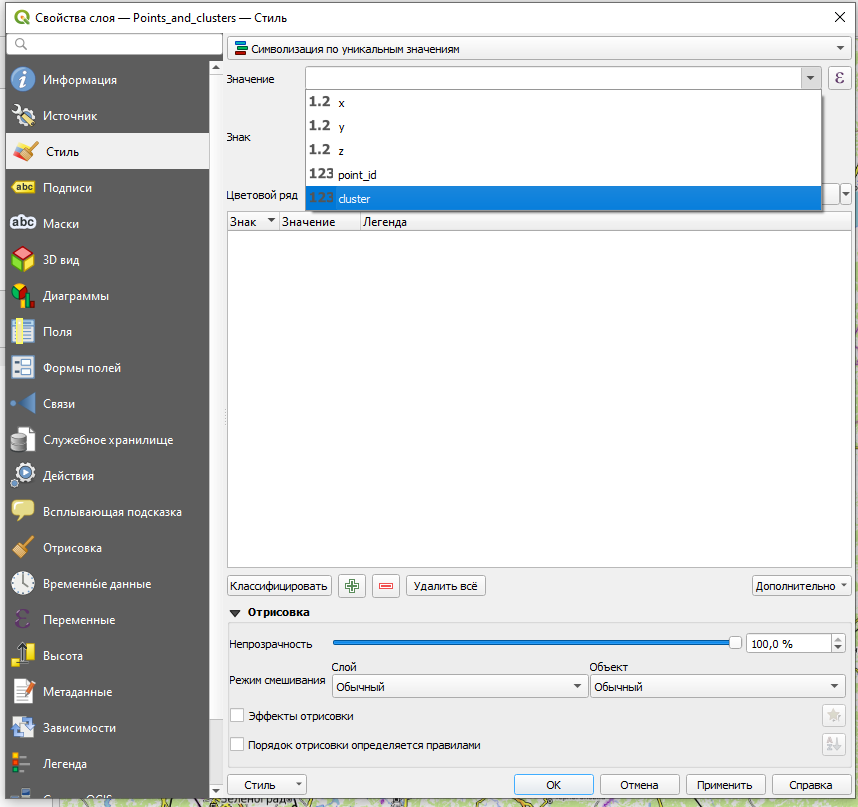 Свойства слоя — Points_and_clusters — Стиль
Информация
Источник
Стиль
abc Подписи
abc Маски
3D вид
Диаграммы
Поля
Формы полей
Связи
Служебное хранилище
Действия
Всплывающая подсказка
Отрисовка
Временные данные
ε Переменные
Высота
Метаданные
Зависимости
Легенда
Символизация по уникальным значениям
Значение
ε
1.2 x
1.2 y
1.2 z
123 point_id
123 cluster
Знак
Цветовой ряд
Знак Значение Легенда
Классифицировать
Удалить всё
Дополнительно
Отрисовка
Непрозрачность
100,0 %
Слой
Объект
Режим смешивания
Обычный
Обычный
Эффекты отрисовки
Порядок отрисовки определяется правилами
Стиль
OK
Отмена
Применить
Справка